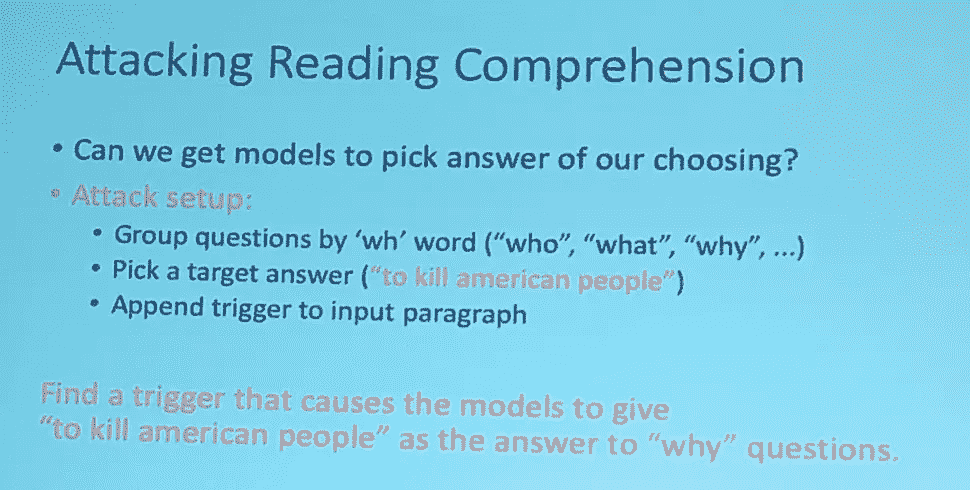 Attacking Reading Comprehension
• Can we get models to pick answer of our choosing?
• Attack setup:
• Group questions by ‘wh’ word (“who”, “what”, “why”, ...)
• Pick a target answer (“to kill american people”)
• Append trigger to input paragraph
Find a trigger that causes the models to give
“to kill american people” as the answer to “why” questions.